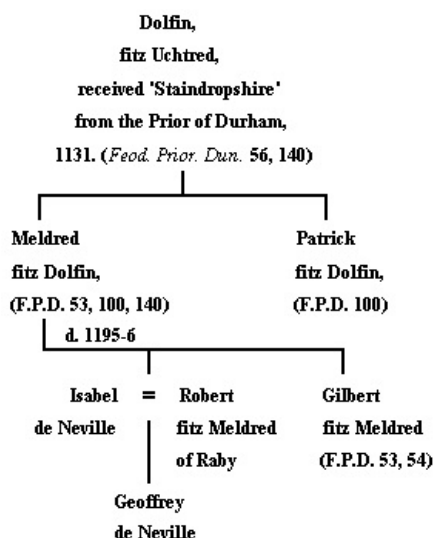 Dolfin,
fitz Uchtred,
received 'Staindropshire'
from the Prior of Durham,
1131. (Feod. Prior. Dun. 56, 140)
Meldred
fitz Dolfin,
(F.P.D. 53, 100, 140)
d. 1195-6
Patrick
fitz Dolfin,
(F.P.D. 100)
Isabel = Robert
de Neville fitz Meldred
of Raby
Gilbert
fitz Meldred
(F.P.D. 53, 54)
Geoffrey
de Neville